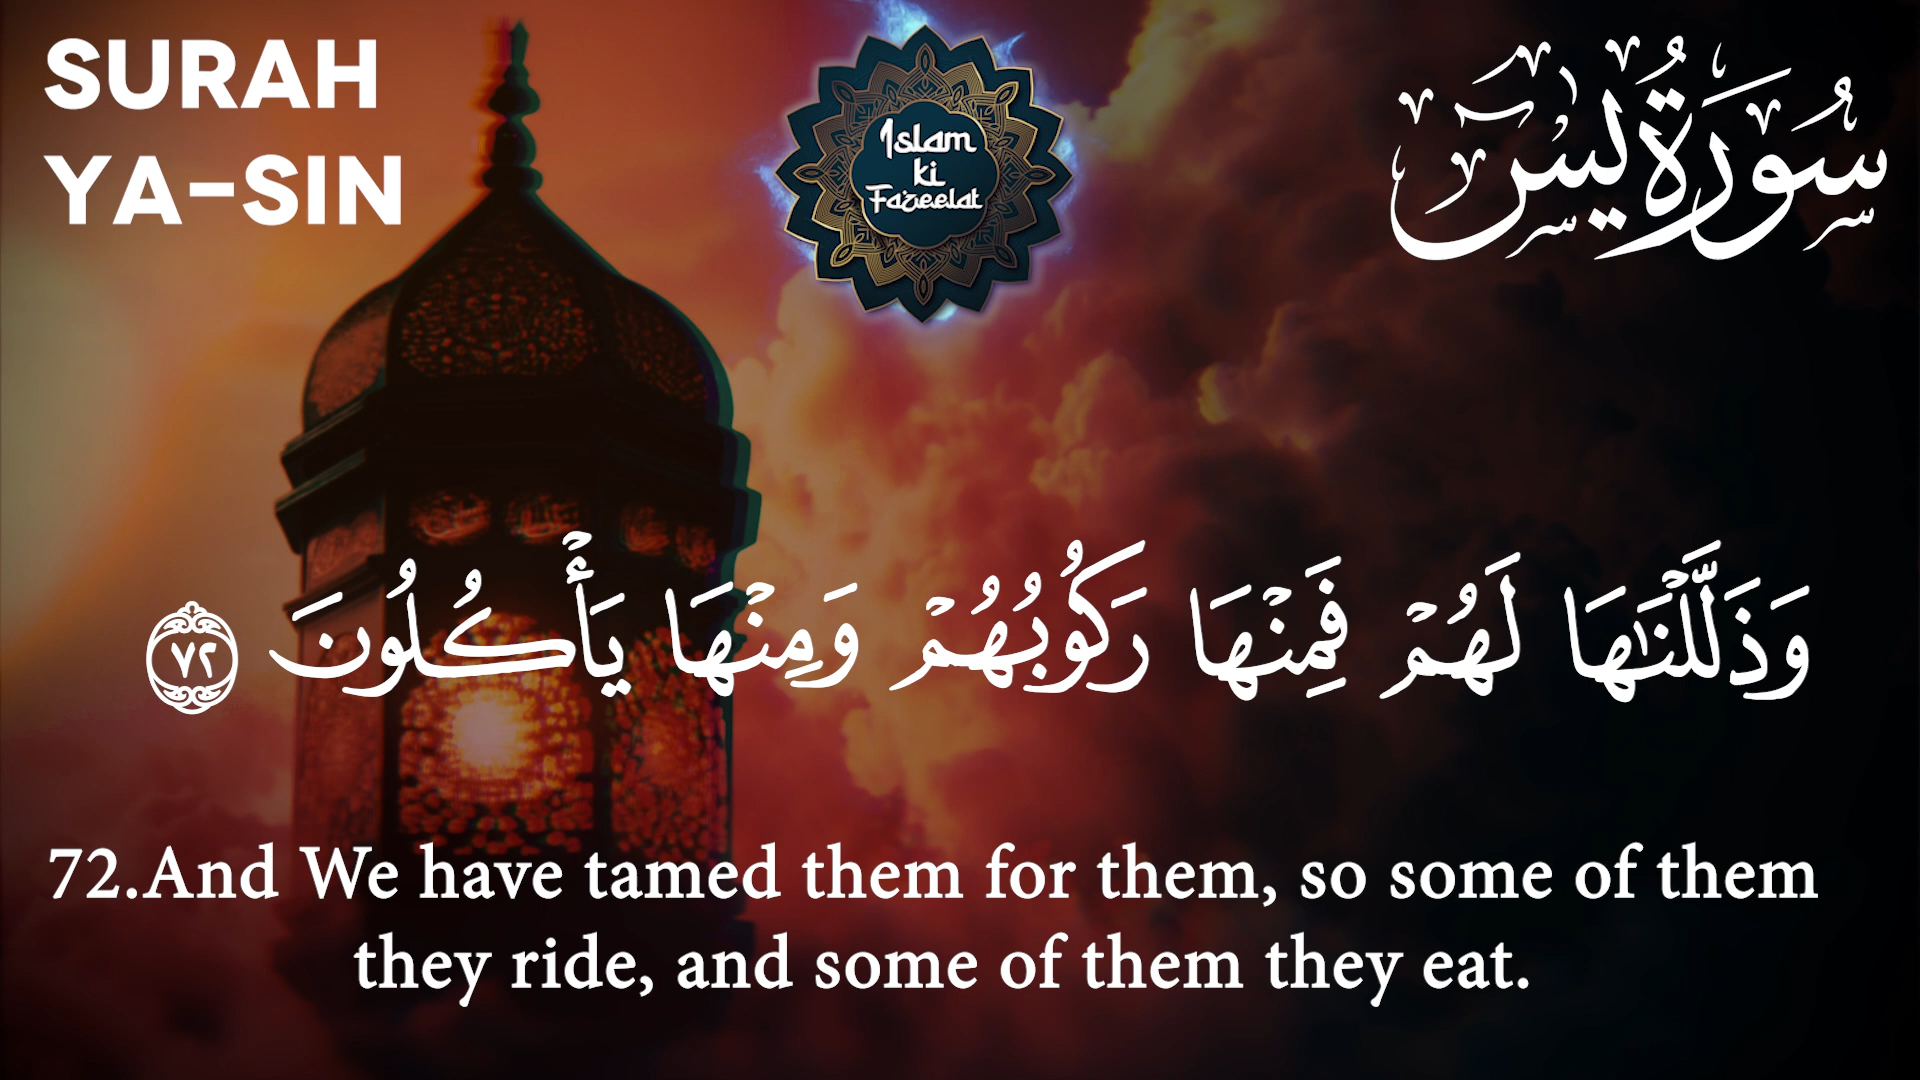 SURAH
YA-SIN
Islam
ki
Fazeelat
سُورَةُ يسٓ
وَذَلَّلْنَٰهَا لَهُمْ فَمِنْهَا رَكُوبُهُمْ وَمِنْهَا يَأْكُلُونَ ٧٢
72.And We have tamed them for them, so some of them
they ride, and some of them they eat.